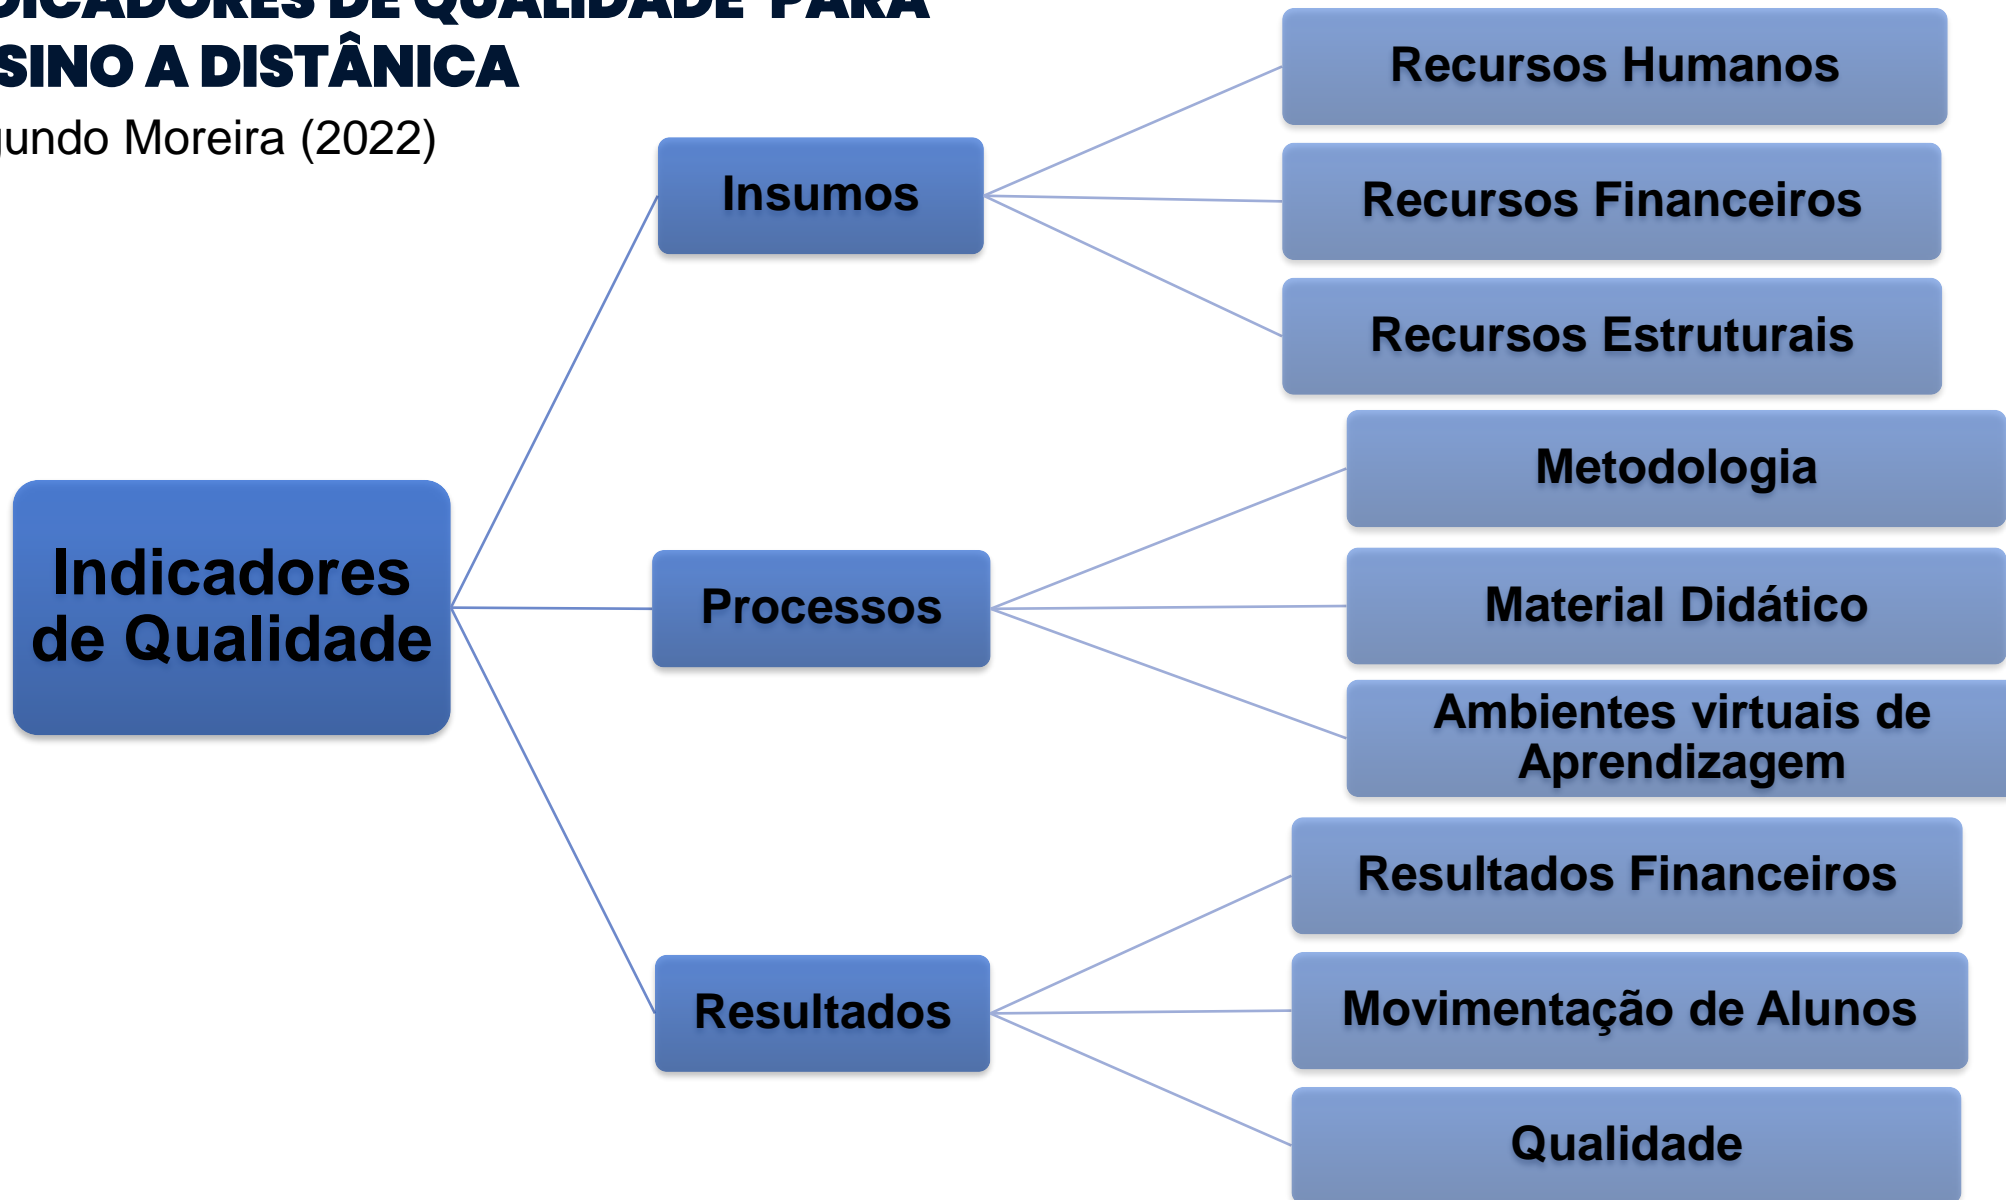 DICADORES DE QUALIDADE PARA
SINO A DISTÂNICA
gundo Moreira (2022)
Indicadores
de Qualidade
Insumos
Recursos Humanos
Recursos Financeiros
Recursos Estruturais
Processos
Metodologia
Material Didático
Ambientes virtuais de
Aprendizagem
Resultados
Resultados Financeiros
Movimentação de Alunos
Qualidade